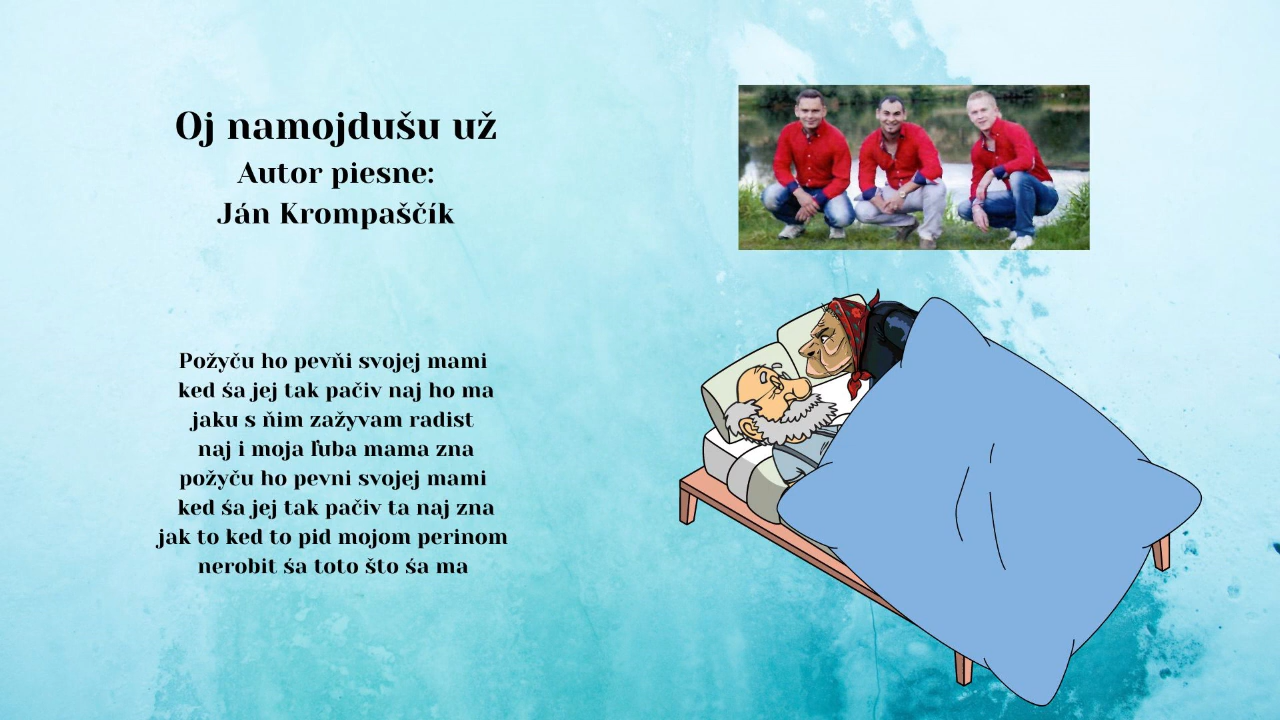 Oj namojdušu už
Autor piesne:
Ján Krompaščík
Požyču ho pevňi svojej mami
ked śa jej tak pačiv naj ho ma
jaku s ňim zažyvam radist
naj i moja ľuba mama zna
požyču ho pevni svojej mami
ked śa jej tak pačiv ta naj zna
jak to ked to pid mojom perinom
nerobit śa toto što śa ma